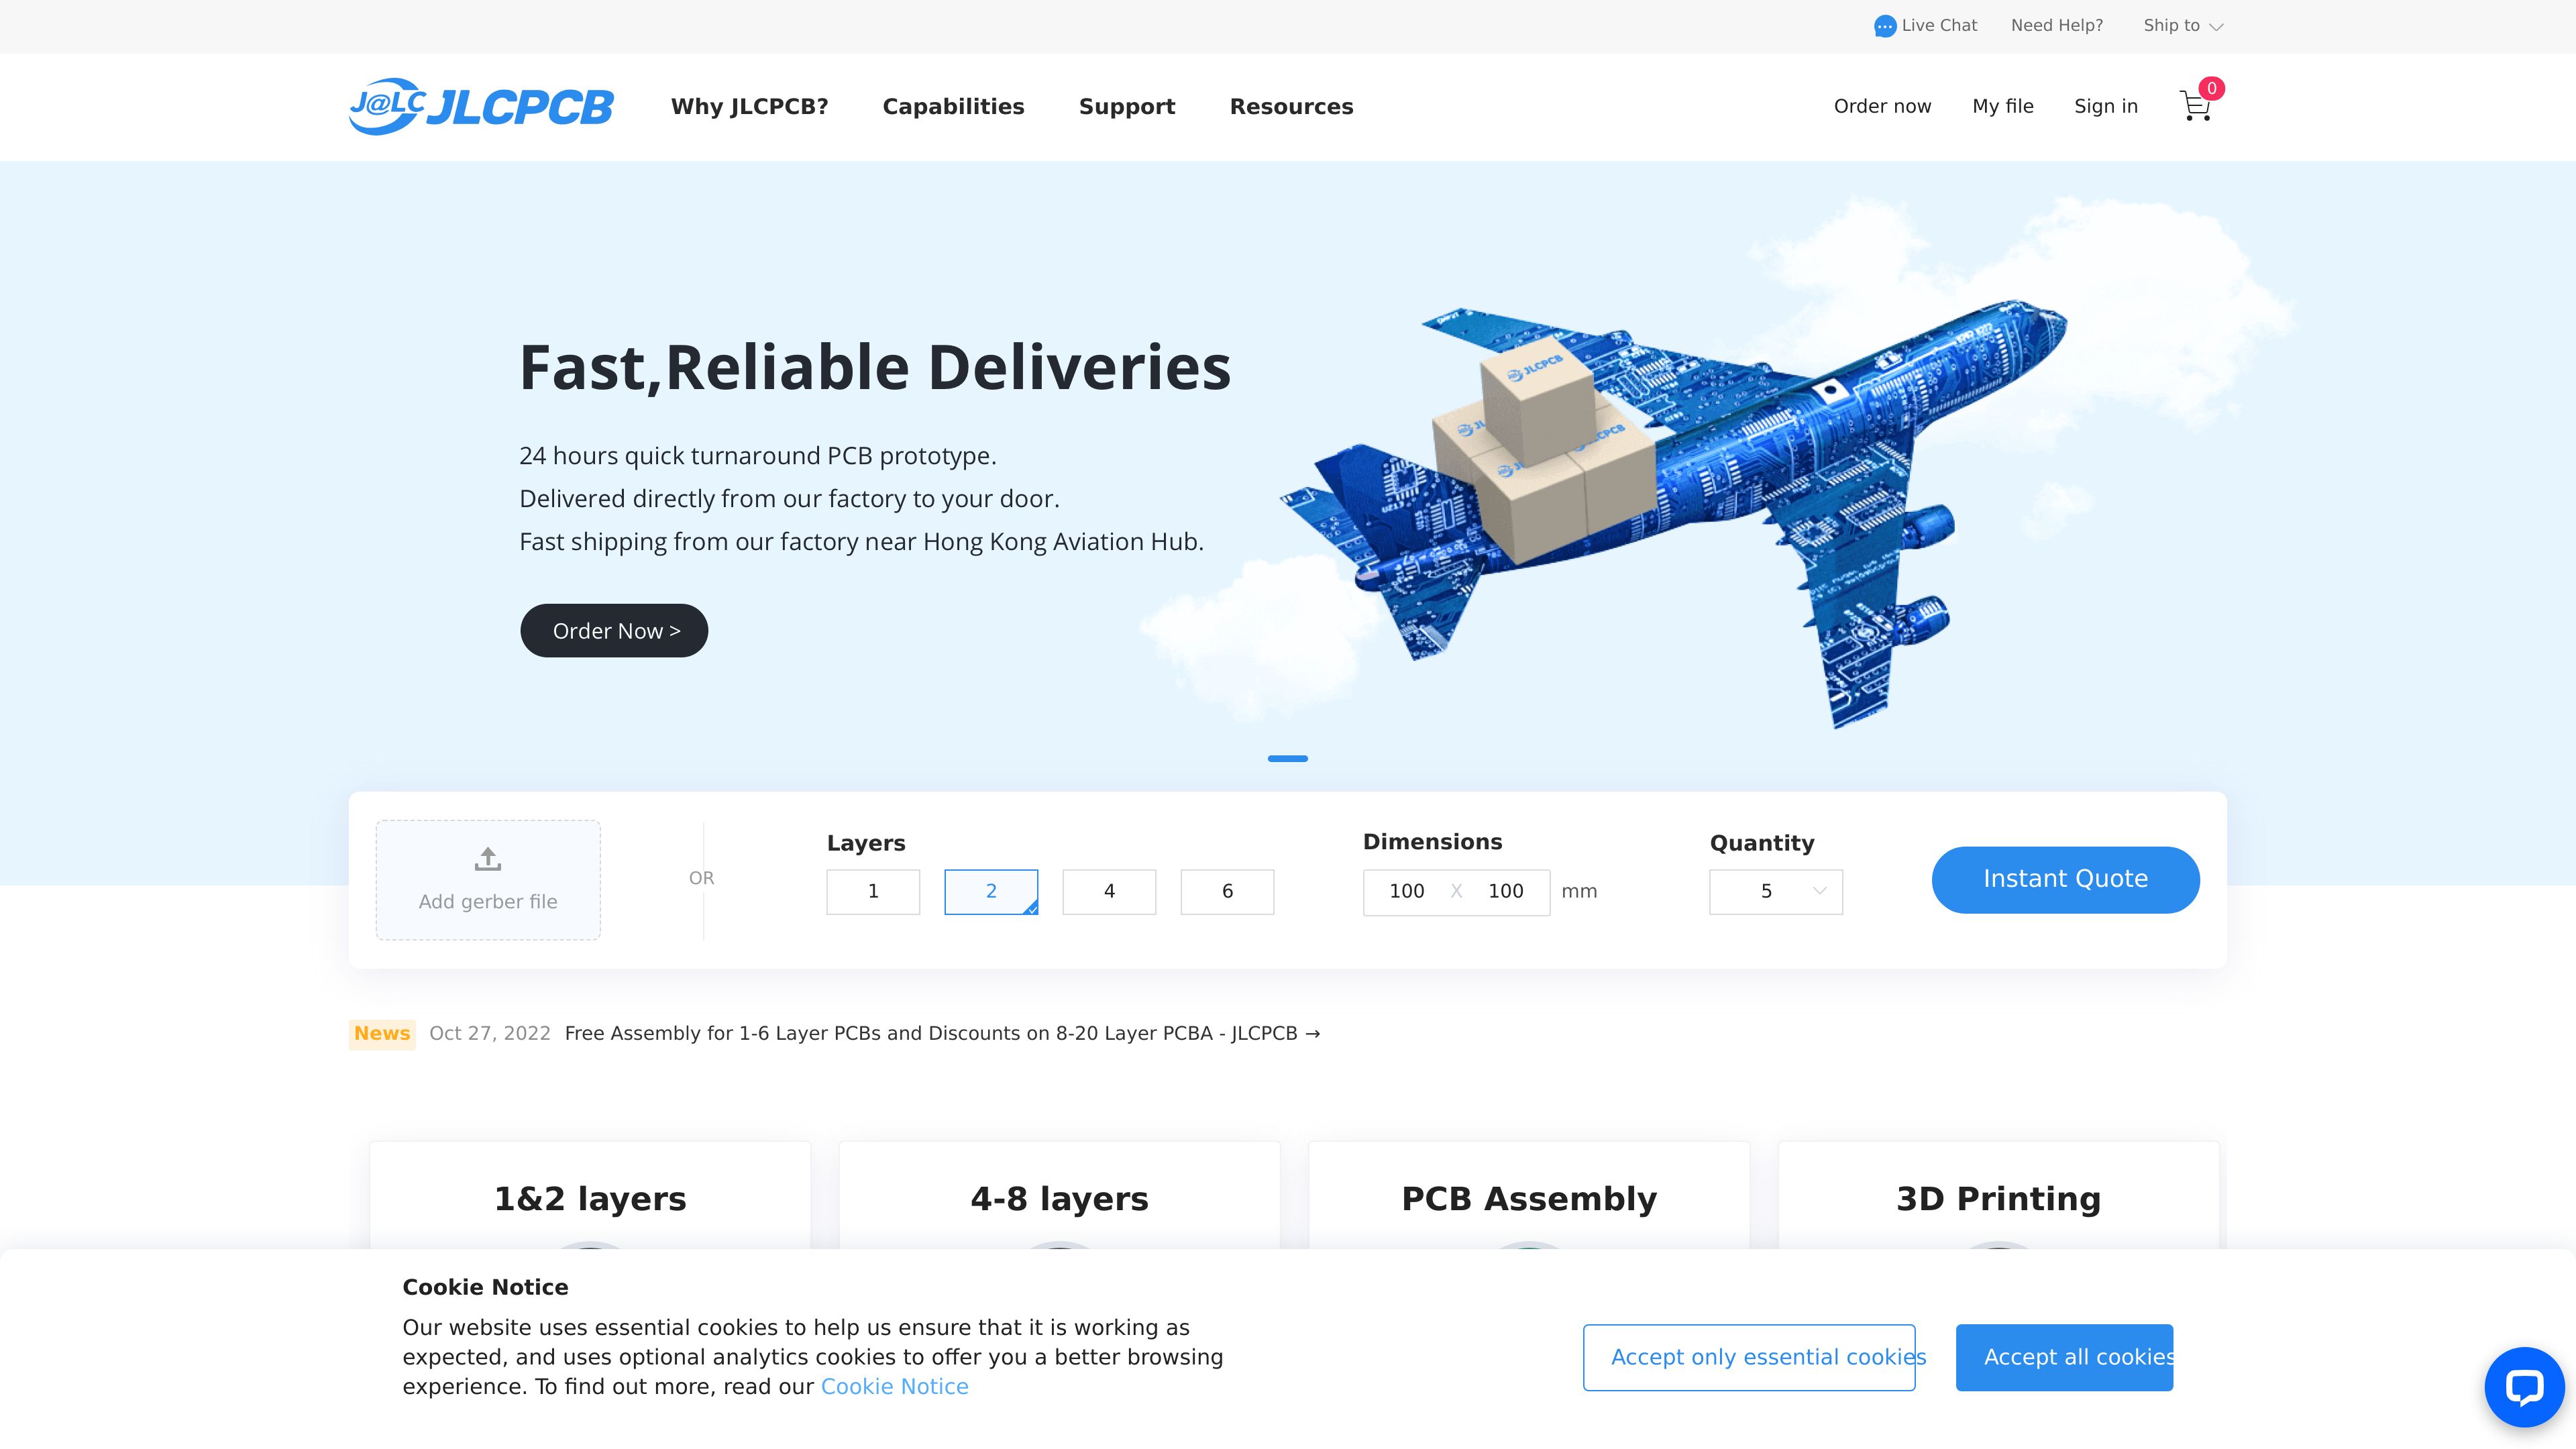 Live Chat Need Help? Ship to
J@LC JLCPCB Why JLCPCB? Capabilities Support Resources Order now My file Sign in 0
Fast,Reliable Deliveries
24 hours quick turnaround PCB prototype.
Delivered directly from our factory to your door.
Fast shipping from our factory near Hong Kong Aviation Hub.
Order Now >
JLCPCB
Layers Dimensions Quantity
Add gerber file OR 1 2 4 6 100 X 100 mm 5 Instant Quote
News Oct 27, 2022 Free Assembly for 1-6 Layer PCBs and Discounts on 8-20 Layer PCBA - JLCPCB →
1&2 layers 4-8 layers PCB Assembly 3D Printing
Cookie Notice
Our website uses essential cookies to help us ensure that it is working as
expected, and uses optional analytics cookies to offer you a better browsing
experience. To find out more, read our Cookie Notice
Accept only essential cookies Accept all cookies